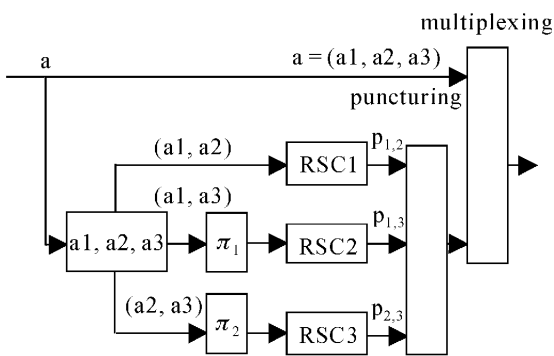 multiplexing
a
a = (a1, a2, a3)
puncturing
(a1, a2)
RSC1
p1,2
(a1, a3)
a1, a2, a3
π1
RSC2
p1,3
(a2, a3)
π2
RSC3
p2,3